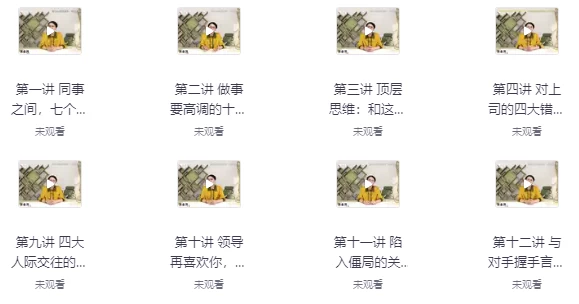 第一讲 同事
之间，七个...
未观看
第二讲 做事
要高调的十...
未观看
第三讲 顶层
思维：和这...
未观看
第四讲 对上
司的四大错...
未观看
第九讲 四大
人际交往的...
未观看
第十讲 领导
再喜欢你，...
未观看
第十一讲 陷
入僵局的关...
未观看
第十二讲 与
对手握手言...
未观看